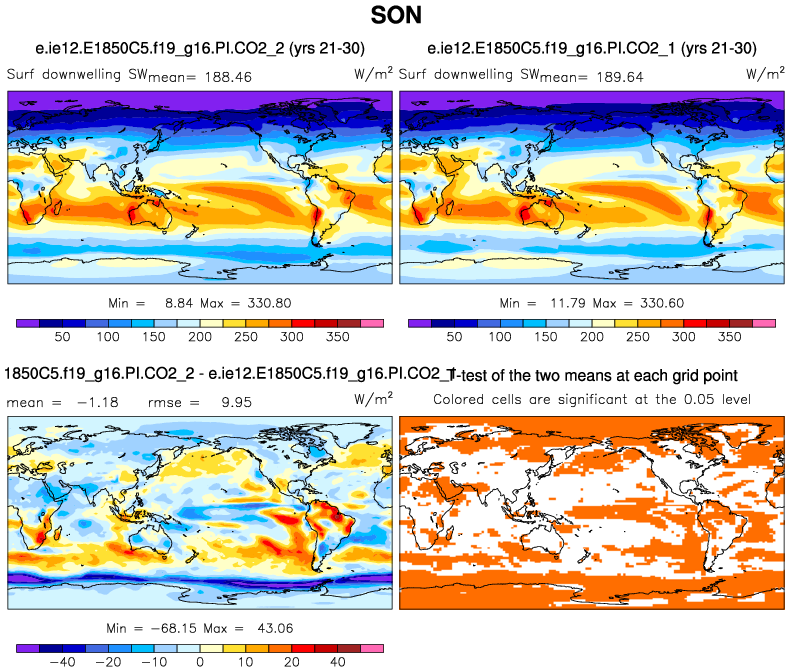 SON
e.ie12.E1850C5.f19_g16.PI.CO2_2 (yrs 21-30)
e.ie12.E1850C5.f19_g16.PI.CO2_1 (yrs 21-30)
Surf downwelling SW mean= 188.46 W/m²
Surf downwelling SW mean= 189.64 W/m²
Min = 8.84 Max = 330.80
Min = 11.79 Max = 330.60
50 100 150 200 250 300 350
50 100 150 200 250 300 350
1850C5.f19_g16.PI.CO2_2 - e.ie12.E1850C5.f19_g16.PI.CO2_1
T-test of the two means at each grid point
mean = -1.18 rmse = 9.95 W/m²
Colored cells are significant at the 0.05 level
Min = -68.15 Max = 43.06
-40 -20 -10 0 10 20 40